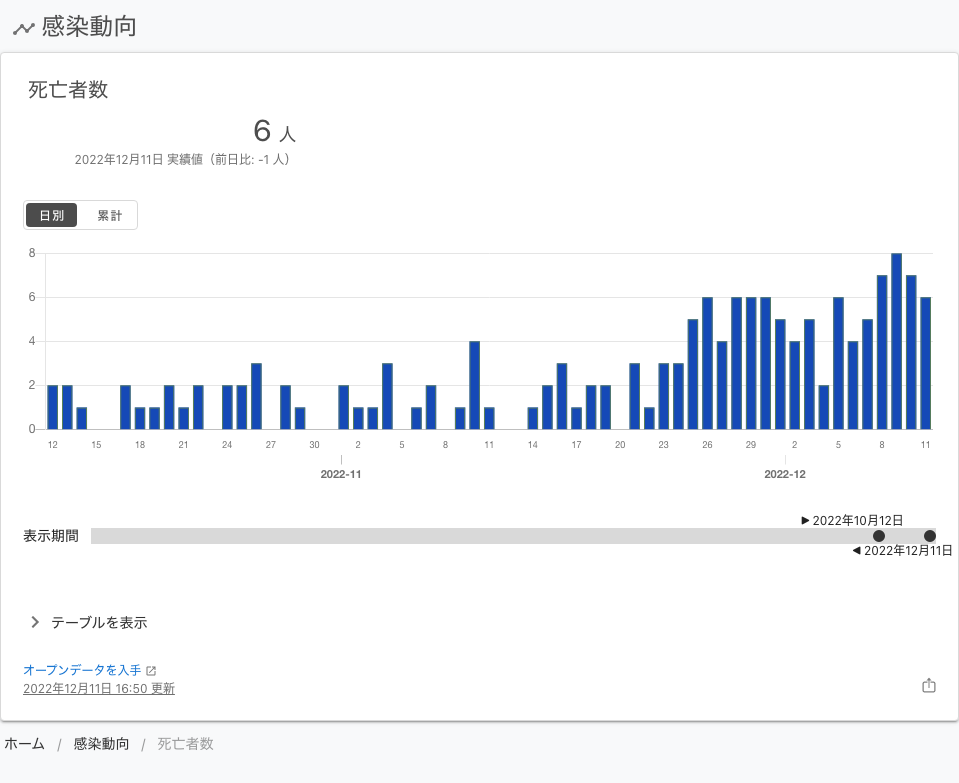 感染動向
死亡者数
6 人
2022年12月11日 実績値（前日比: -1 人）
日別 累計
8
6
4
2
0
12 15 18 21 24 27 30 2 5 8 11 14 17 20 23 26 29 2 5 8 11
2022-11 2022-12
▶ 2022年10月12日
表示期間
◀ 2022年12月11日
テーブルを表示
オープンデータを入手
2022年12月11日 16:50 更新
ホーム / 感染動向 / 死亡者数